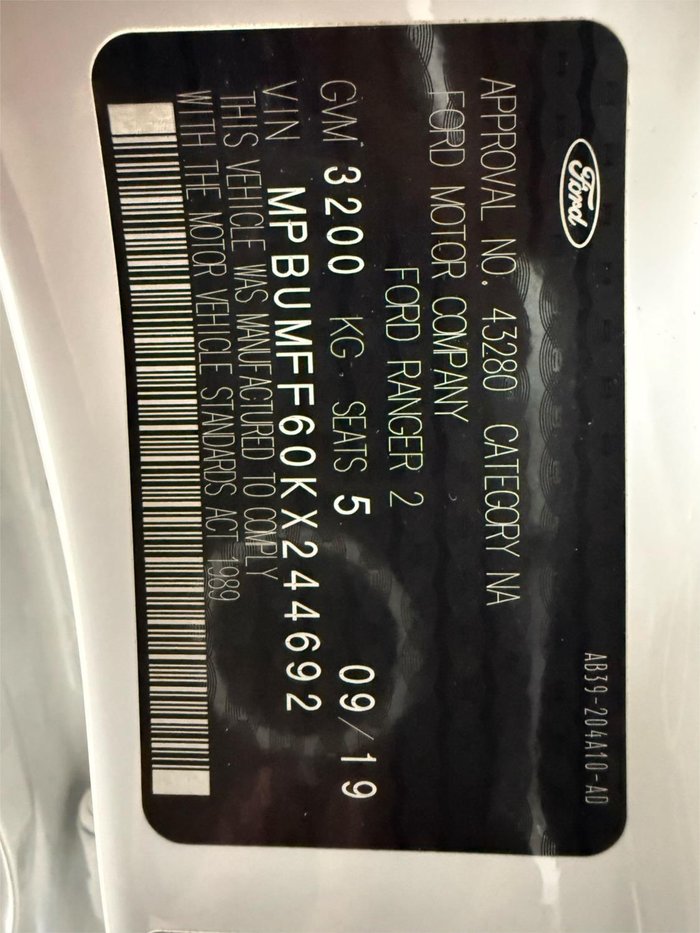 Ford
AB39-204A10-AD
APPROVAL NO. 43280 CATEGORY NA
FORD MOTOR COMPANY
FORD RANGER 2
GVM 3200 KG. SEATS 5 09/19
VIN MPBUMFF60KX244692
THIS VEHICLE WAS MANUFACTURED TO COMPLY
WITH THE MOTOR VEHICLE STANDARDS ACT 1989